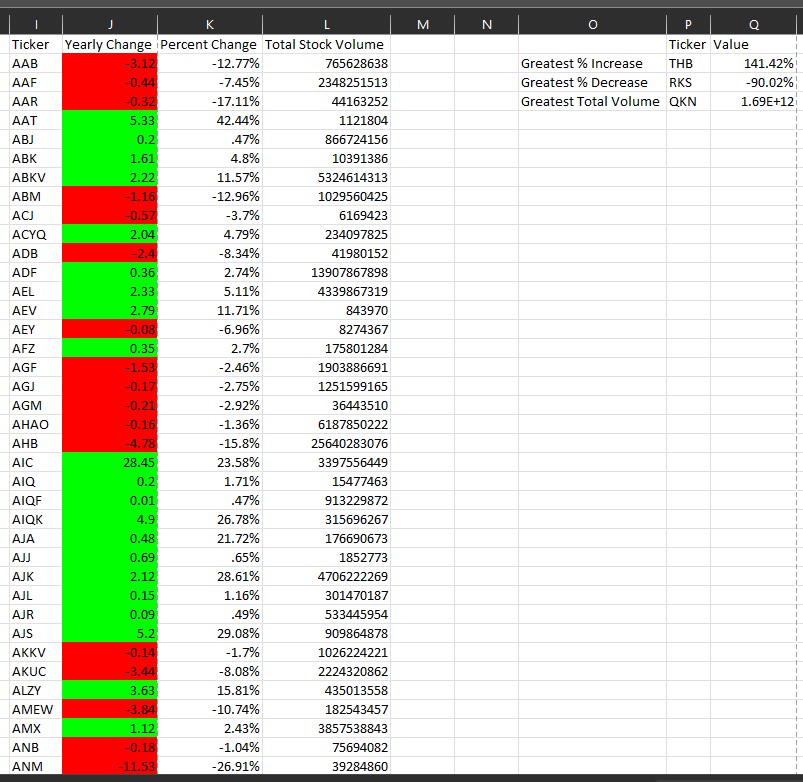 I J K L M N O P Q
Ticker Yearly Change Percent Change Total Stock Volume Ticker Value
AAB -3.12 -12.77% 765628638 Greatest % Increase THB 141.42%
AAF -0.44 -7.45% 2348251513 Greatest % Decrease RKS -90.02%
AAR -0.32 -17.11% 44163252 Greatest Total Volume QKN 1.69E+12
AAT 5.33 42.44% 1121804
ABJ 0.2 .47% 866724156
ABK 1.61 4.8% 10391386
ABKV 2.22 11.57% 5324614313
ABM -1.16 -12.96% 1029560425
ACJ -0.57 -3.7% 6169423
ACYQ 2.04 4.79% 234097825
ADB -2.4 -8.34% 41980152
ADF 0.36 2.74% 13907867898
AEL 2.33 5.11% 4339867319
AEV 2.79 11.71% 843970
AEY -0.08 -6.96% 8274367
AFZ 0.35 2.7% 175801284
AGF -1.53 -2.46% 1903886691
AGJ -0.17 -2.75% 1251599165
AGM -0.21 -2.92% 36443510
AHAO -0.16 -1.36% 6187850222
AHB -4.78 -15.8% 25640283076
AIC 28.45 23.58% 3397556449
AIQ 0.2 1.71% 15477463
AIQF 0.01 .47% 913229872
AIQK 4.9 26.78% 315696267
AJA 0.48 21.72% 176690673
AJJ 0.69 .65% 1852773
AJK 2.12 28.61% 4706222269
AJL 0.15 1.16% 301470187
AJR 0.09 .49% 533445954
AJS 5.2 29.08% 909864878
AKKV -0.14 -1.7% 1026224221
AKUC -3.44 -8.08% 2224320862
ALZY 3.63 15.81% 435013558
AMEW -3.84 -10.74% 182543457
AMX 1.12 2.43% 3857538843
ANB -0.18 -1.04% 75694082
ANM -11.53 -26.91% 39284860